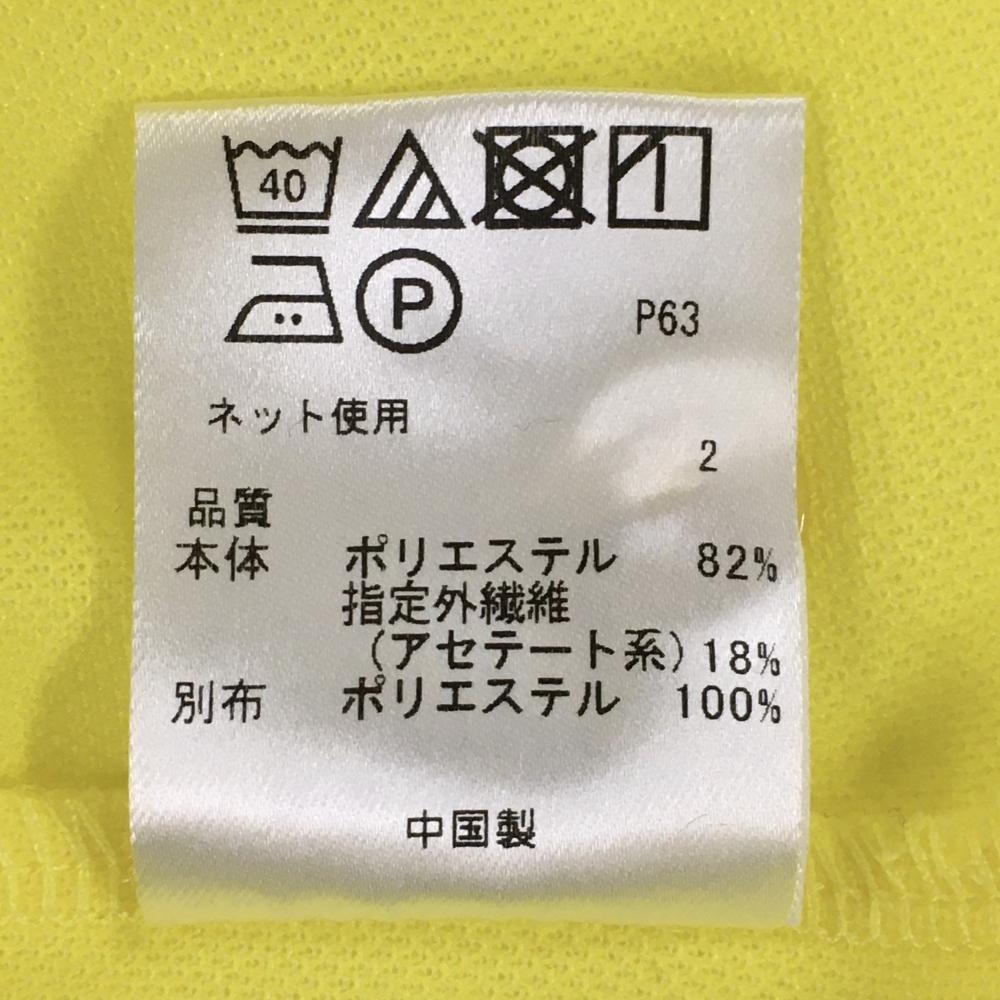 40
P
P63
ネット使用
2
品質
本体 ポリエステル 82%
指定外繊維
(アセテート系)18%
別布 ポリエステル 100%
中国製